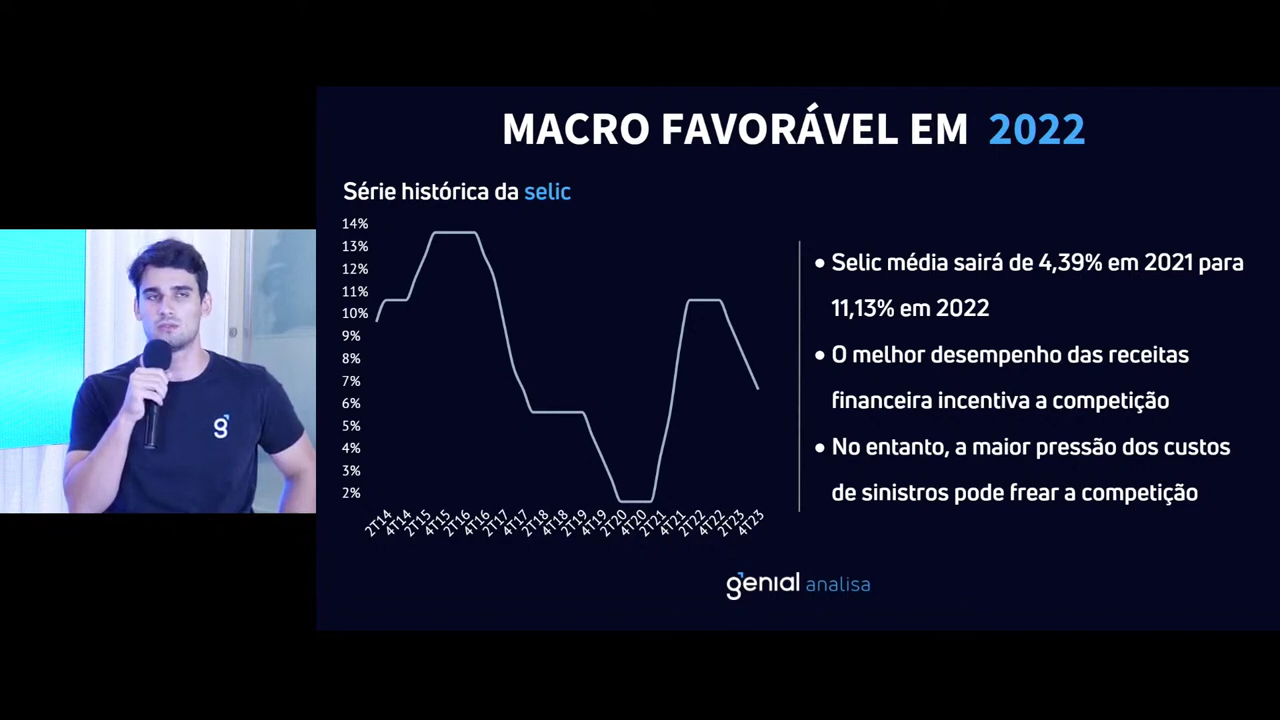 MACRO FAVORÁVEL EM 2022
Série histórica da selic
14%
13%
12%
11%
10%
9%
8%
7%
6%
5%
4%
3%
2%
2T14 4T14 2T15 4T15 2T16 4T16 2T17 4T17 2T18 4T18 2T19 4T19 2T20 4T20 2T21 4T21 2T22 4T22 2T23 4T23
• Selic média sairá de 4,39% em 2021 para
11,13% em 2022
• O melhor desempenho das receitas
financeira incentiva a competição
• No entanto, a maior pressão dos custos
de sinistros pode frear a competição
genial analisa
g